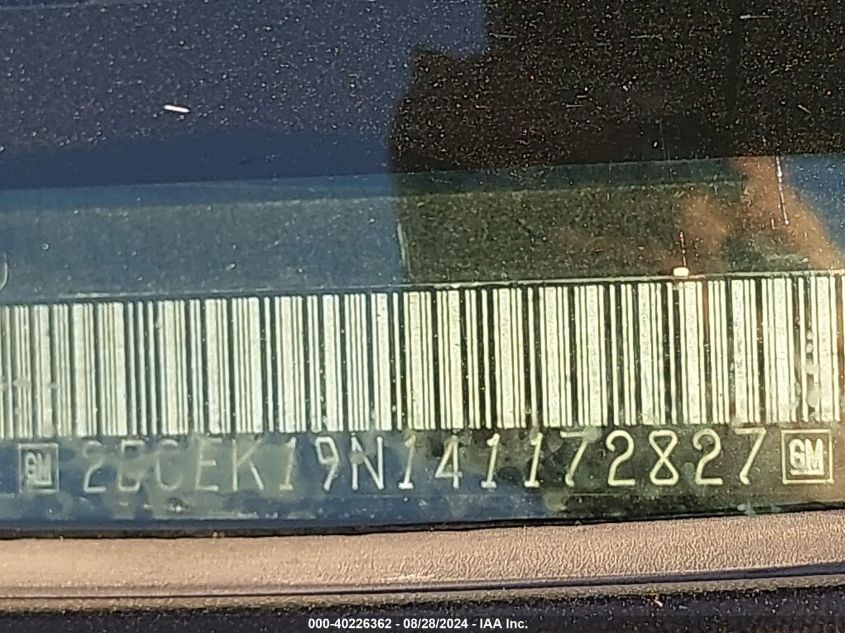 GM 2GCEK19N141172827 GM
000-40226362 - 08/28/2024 - IAA Inc.